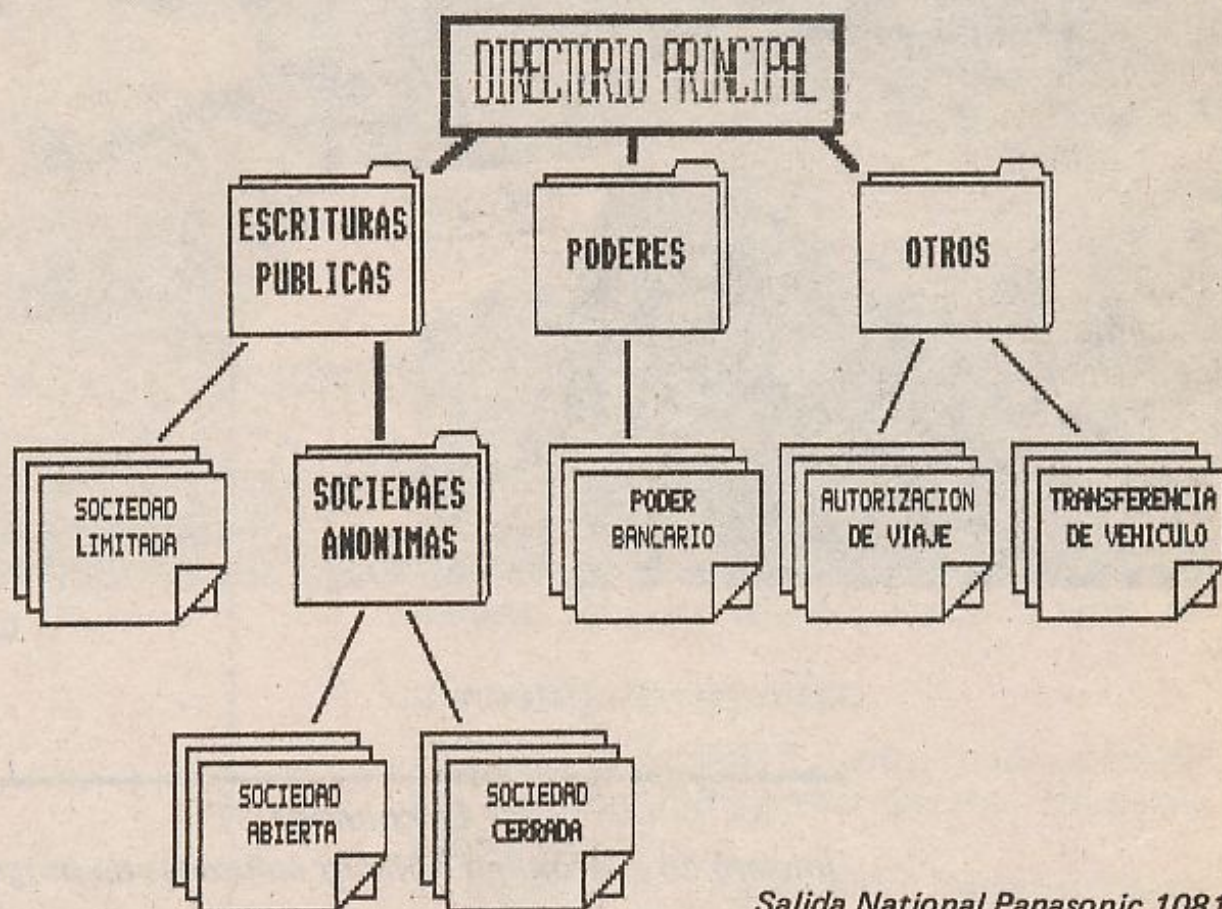 DIRECTORIO PRINCIPAL
ESCRITURAS
PUBLICAS
PODERES
OTROS
SOCIEDAD
LIMITADA
SOCIEDAES
ANONIMAS
PODER
BANCARIO
AUTORIZACION
DE VIAJE
TRANSFERENCIA
DE VEHICULO
SOCIEDAD
ABIERTA
SOCIEDAD
CERRADA
Salida National Panasonic 1081